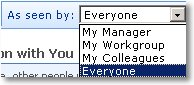 As seen by: Everyone
My Manager
on with You My Workgroup
My Colleagues
other people Everyone